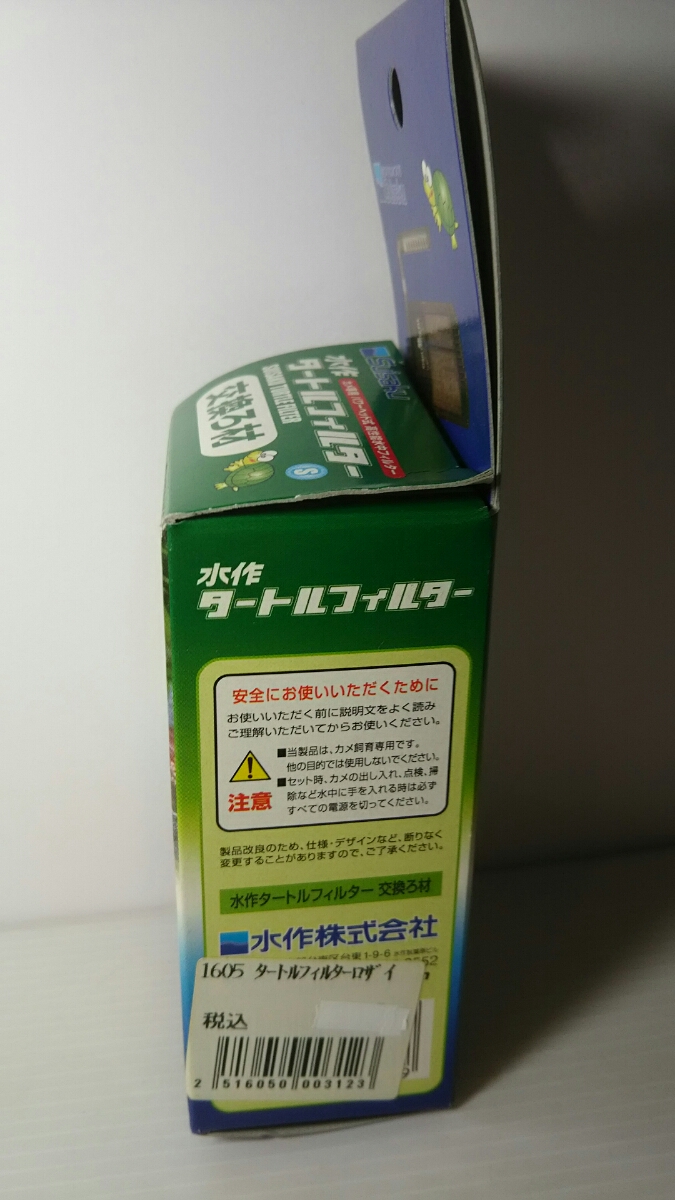 Suisaku
水作
タートルフィルター
SUISAKU TURTLE FILTER
交換ろ材
S
水作
タートルフィルター
安全にお使いいただくために
お使いいただく前に説明文をよく読み
ご理解いただいてからお使いください。
注意
■当製品は、カメ飼育専用です。
他の目的では使用しないでください。
■セット時、カメの出し入れ、点検、掃
除など水中に手を入れる時は必ず
すべての電源を切ってください。
製品改良のため、仕様・デザインなど、断りなく
変更することがありますので、ご了承ください。
水作タートルフィルター 交換ろ材
水作株式会社
区台東1-9-6
1605 タートルフィルターロザイ
税込
2 516050 003123